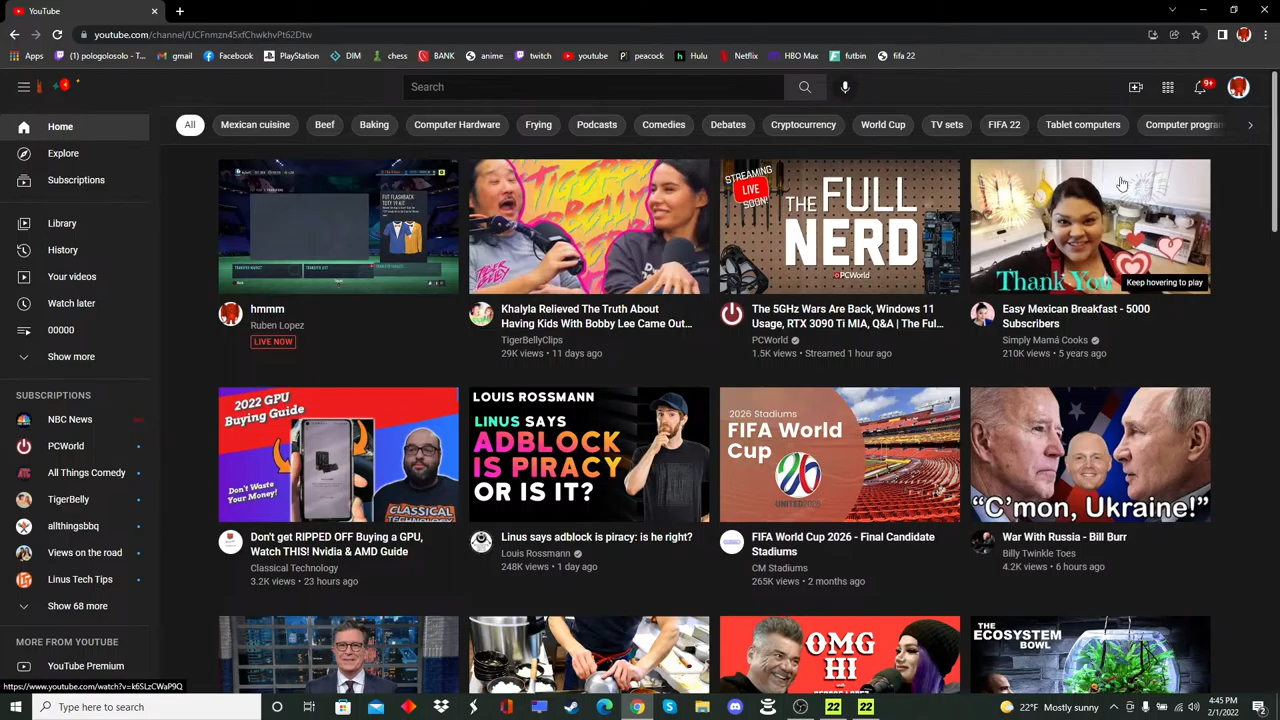 YouTube
youtube.com/channel/UCFnmzn45xfChwkhvPt62Dtw
Apps
(1) pologolosolo - T...
gmail
Facebook
PlayStation
DIM
chess
BANK
anime
twitch
youtube
peacock
Hulu
Netflix
HBO Max
futbin
fifa 22
Search
9+
Home
Explore
Subscriptions
Library
History
Your videos
Watch later
00000
Show more
SUBSCRIPTIONS
NBC News
PCWorld
All Things Comedy
TigerBelly
allthingsbbq
Views on the road
Linus Tech Tips
Show 68 more
MORE FROM YOUTUBE
YouTube Premium
All
Mexican cuisine
Beef
Baking
Computer Hardware
Frying
Podcasts
Comedies
Debates
Cryptocurrency
World Cup
TV sets
FIFA 22
Tablet computers
Computer program
FUT FLASHBACK
TOTY 19 KIT
hmmm
Ruben Lopez
LIVE NOW
Khalyla Relieved The Truth About
Having Kids With Bobby Lee Came Out...
TigerBellyClips
29K views • 11 days ago
STREAMING
LIVE
SOON!
THE FULL
NERD
PCWorld
The 5GHz Wars Are Back, Windows 11
Usage, RTX 3090 Ti MIA, Q&A | The Ful...
PCWorld
1.5K views • Streamed 1 hour ago
Thank You
Keep hovering to play
Easy Mexican Breakfast - 5000
Subscribers
Simply Mamá Cooks
210K views • 5 years ago
2022 GPU
Buying Guide
Don't Waste
Your Money!
CLASSICAL
TECHNOLOGY
Don't get RIPPED OFF Buying a GPU,
Watch THIS! Nvidia & AMD Guide
Classical Technology
3.2K views • 23 hours ago
LOUIS ROSSMANN
LINUS SAYS
ADBLOCK
IS PIRACY
OR IS IT?
Linus says adblock is piracy: is he right?
Louis Rossmann
248K views • 1 day ago
2026 Stadiums
FIFA World
Cup
UNITED2026
FIFA World Cup 2026 - Final Candidate
Stadiums
CM Stadiums
265K views • 2 months ago
"C'mon, Ukraine!"
War With Russia - Bill Burr
Billy Twinkle Toes
4.2K views • 6 hours ago
OMG
HI
THE
ECOSYSTEM
BOWL
https://www.youtube.com/watch?v=k6SLzCWaP9Q
Type here to search
22
22
22°F Mostly sunny
4:45 PM
2/1/2022